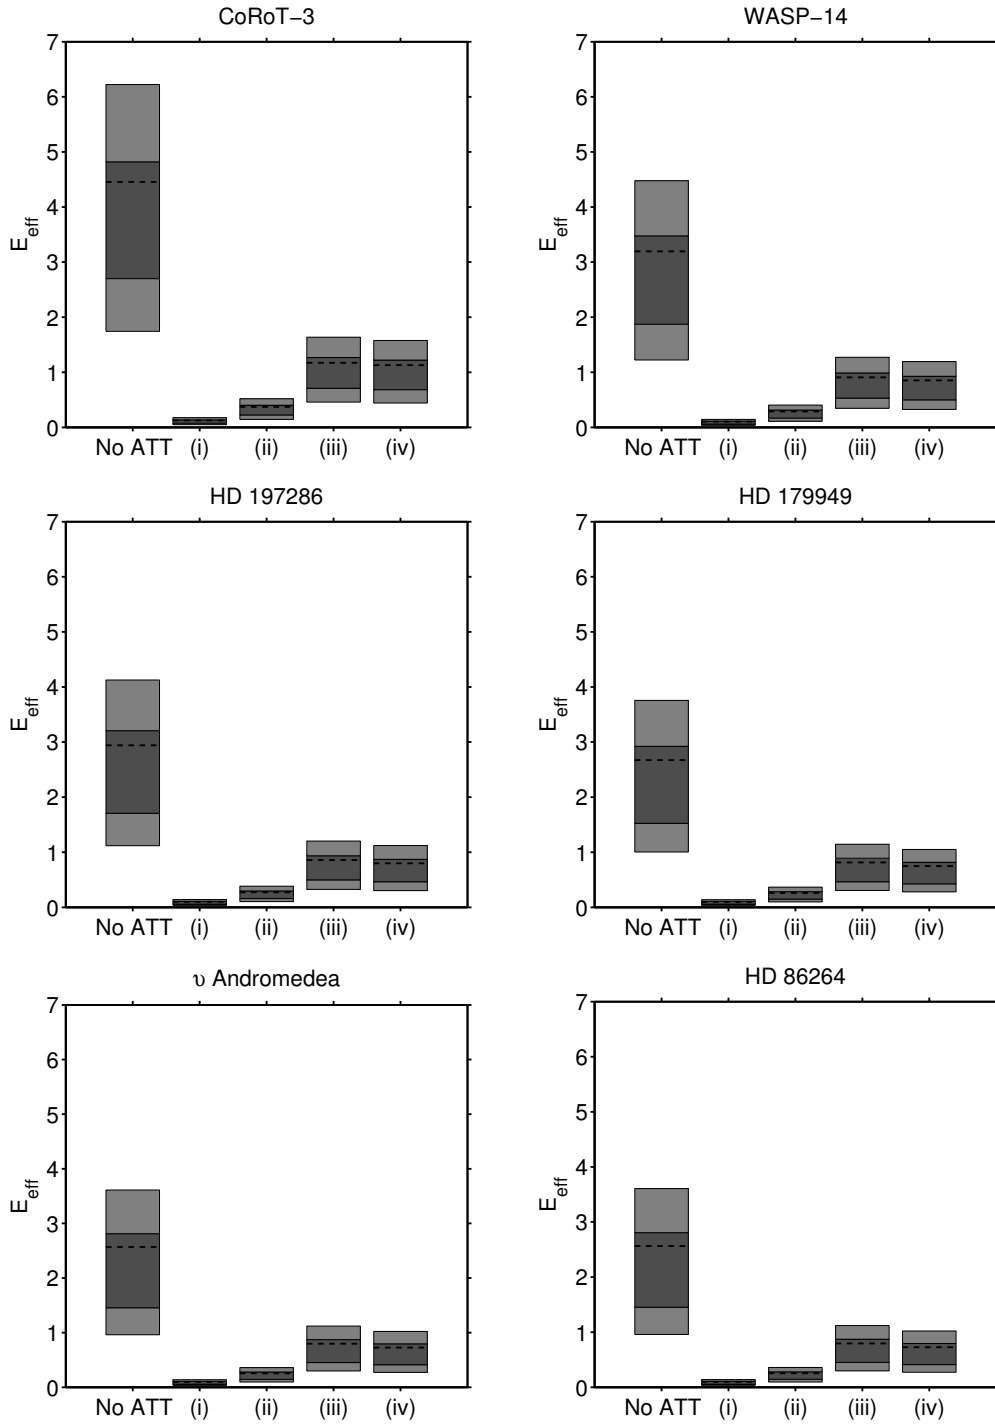 CoRoT−3
7
6
5
4
3
2
1
0
E_eff
No ATT (i) (ii) (iii) (iv)
WASP−14
7
6
5
4
3
2
1
0
E_eff
No ATT (i) (ii) (iii) (iv)
HD 197286
7
6
5
4
3
2
1
0
E_eff
No ATT (i) (ii) (iii) (iv)
HD 179949
7
6
5
4
3
2
1
0
E_eff
No ATT (i) (ii) (iii) (iv)
υ Andromedea
7
6
5
4
3
2
1
0
E_eff
No ATT (i) (ii) (iii) (iv)
HD 86264
7
6
5
4
3
2
1
0
E_eff
No ATT (i) (ii) (iii) (iv)